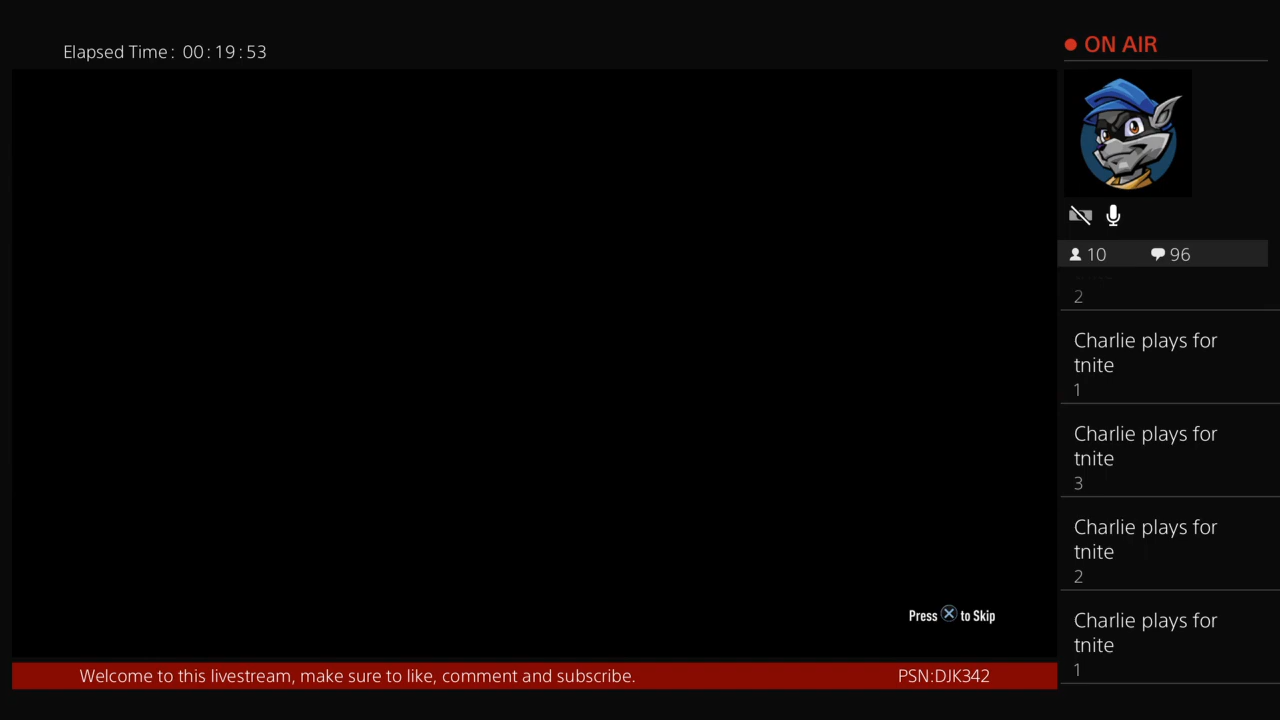 Elapsed Time: 00:19:53
ON AIR
10 96
2
Charlie plays for
tnite
1
Charlie plays for
tnite
3
Charlie plays for
tnite
2
Charlie plays for
tnite
1
Press to Skip
Welcome to this livestream, make sure to like, comment and subscribe. PSN:DJK342